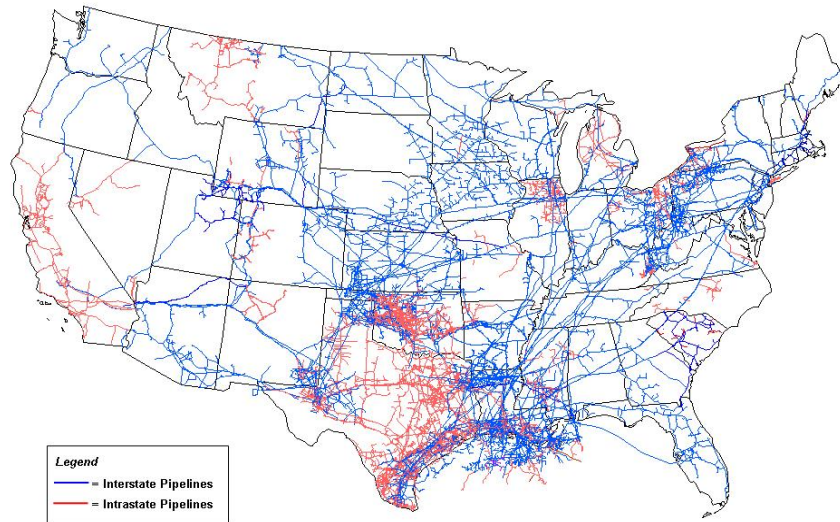 Legend
= Interstate Pipelines
= Intrastate Pipelines